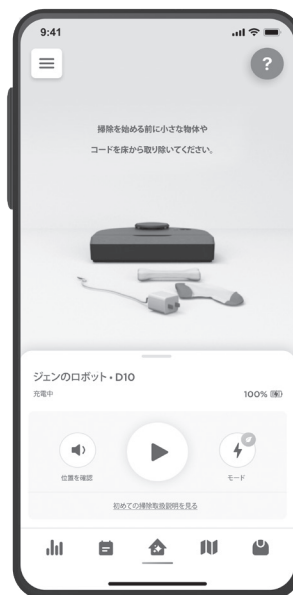 9:41
?
掃除を始める前に小さな物体や
コードを床から取り除いてください。
ジェンのロボット • D10
充電中
100%
位置を確認
モード
初めての掃除取扱説明を見る